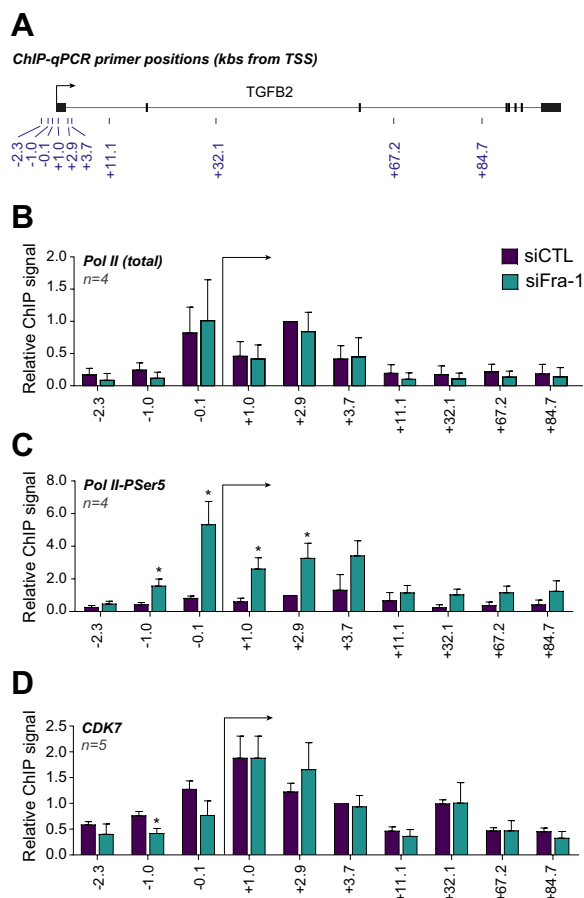 A
ChIP-qPCR primer positions (kbs from TSS)
TGFB2
-2.3 -1.0 -0.1 +1.0 +2.9 +3.7 +11.1 +32.1 +67.2 +84.7
B
Pol II (total)
n=4
siCTL
siFra-1
Relative ChIP signal
2.0
1.5
1.0
0.5
0.0
-2.3 -1.0 -0.1 +1.0 +2.9 +3.7 +11.1 +32.1 +67.2 +84.7
C
Pol II-PSer5
n=4
Relative ChIP signal
8.0
6.0
4.0
2.0
0.0
* * * *
-2.3 -1.0 -0.1 +1.0 +2.9 +3.7 +11.1 +32.1 +67.2 +84.7
D
CDK7
n=5
Relative ChIP signal
2.5
2.0
1.5
1.0
0.5
0.0
*
-2.3 -1.0 -0.1 +1.0 +2.9 +3.7 +11.1 +32.1 +67.2 +84.7